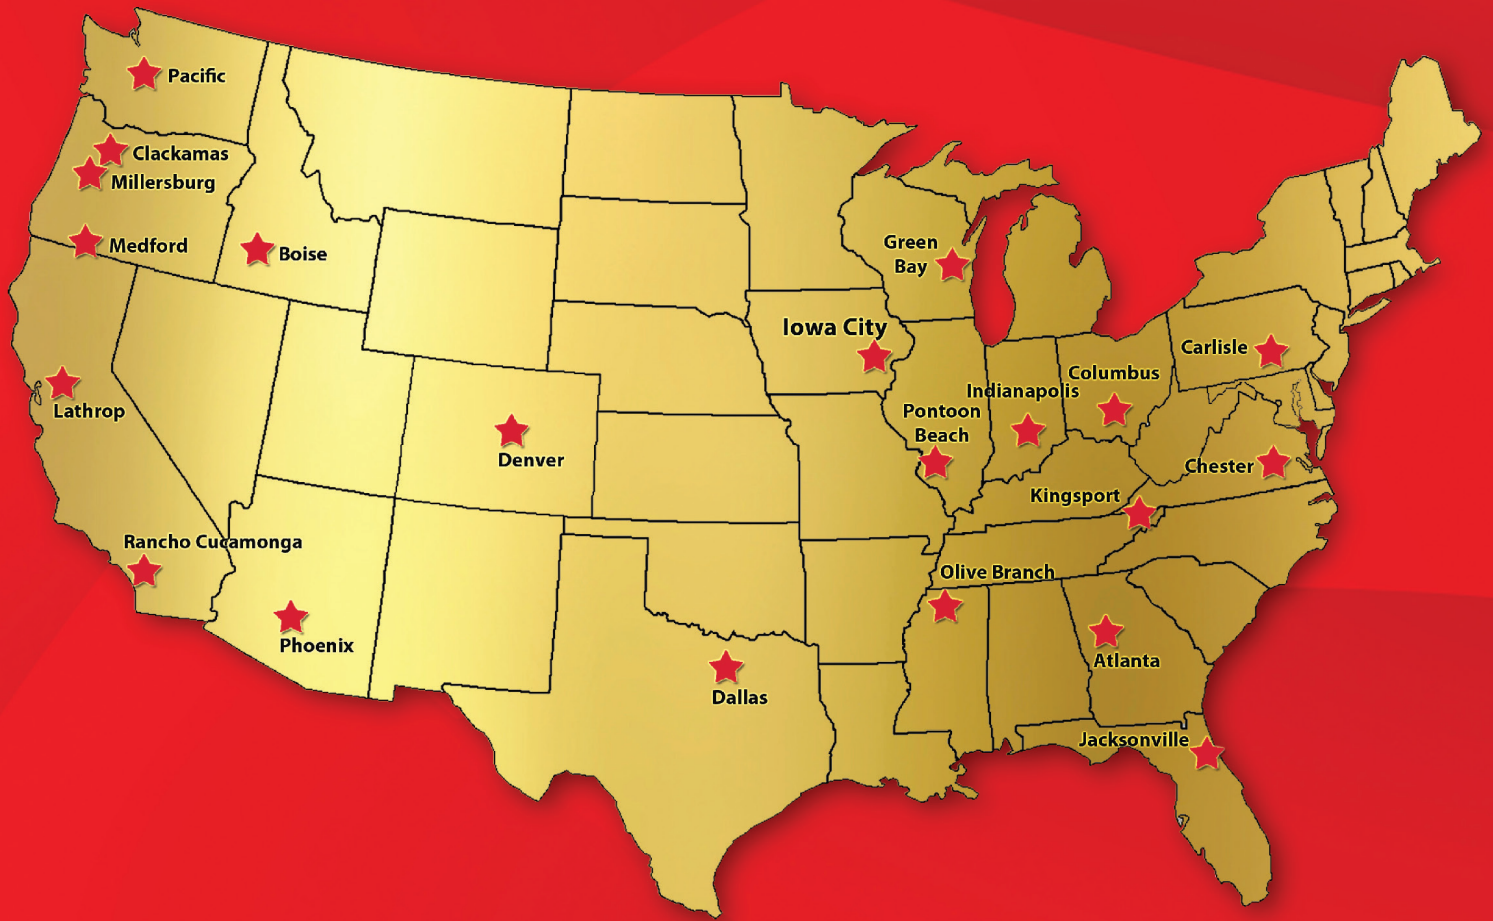 Pacific
Clackamas
Millersburg
Medford
Boise
Green
Bay
Iowa City
Carlisle
Columbus
Indianapolis
Lathrop
Pontoon
Beach
Denver
Chester
Kingsport
Rancho Cucamonga
Olive Branch
Phoenix
Atlanta
Dallas
Jacksonville